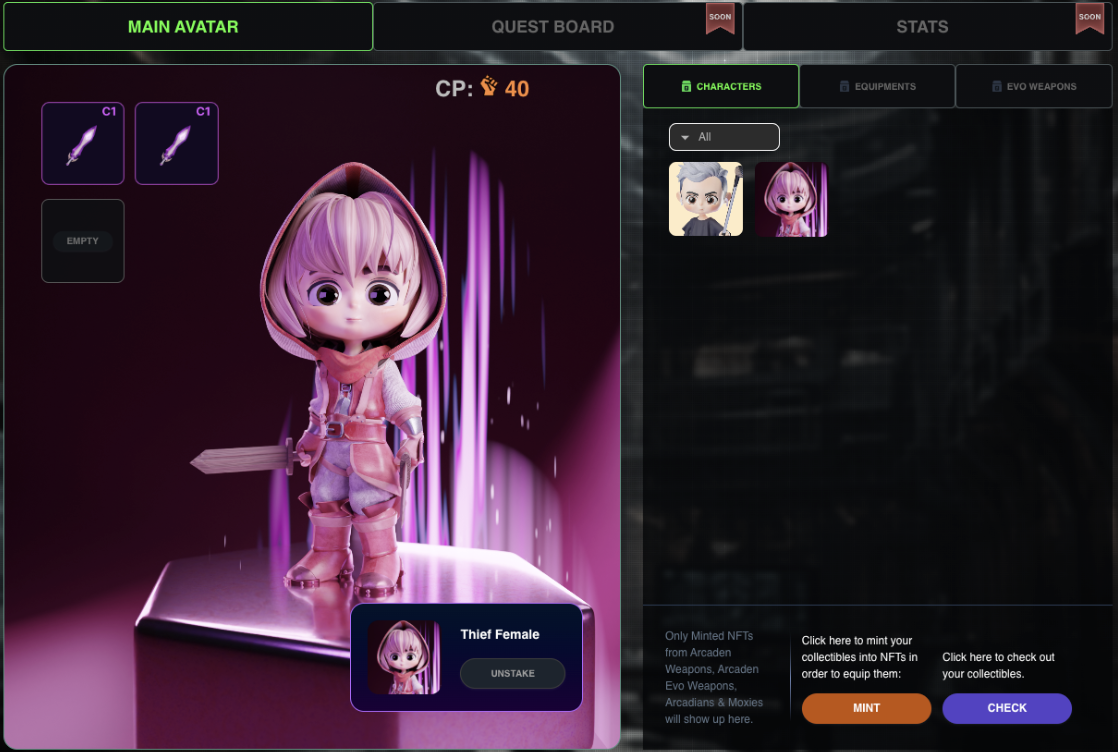 MAIN AVATAR
QUEST BOARD
SOON
STATS
SOON
CP: 40
C1
C1
EMPTY
Thief Female
UNSTAKE
CHARACTERS
EQUIPMENTS
EVO WEAPONS
All
Only Minted NFTs
from Arcaden
Weapons, Arcaden
Evo Weapons,
Arcadians & Moxies
will show up here.
Click here to mint your
collectibles into NFTs in
order to equip them:
MINT
Click here to check out
your collectibles.
CHECK